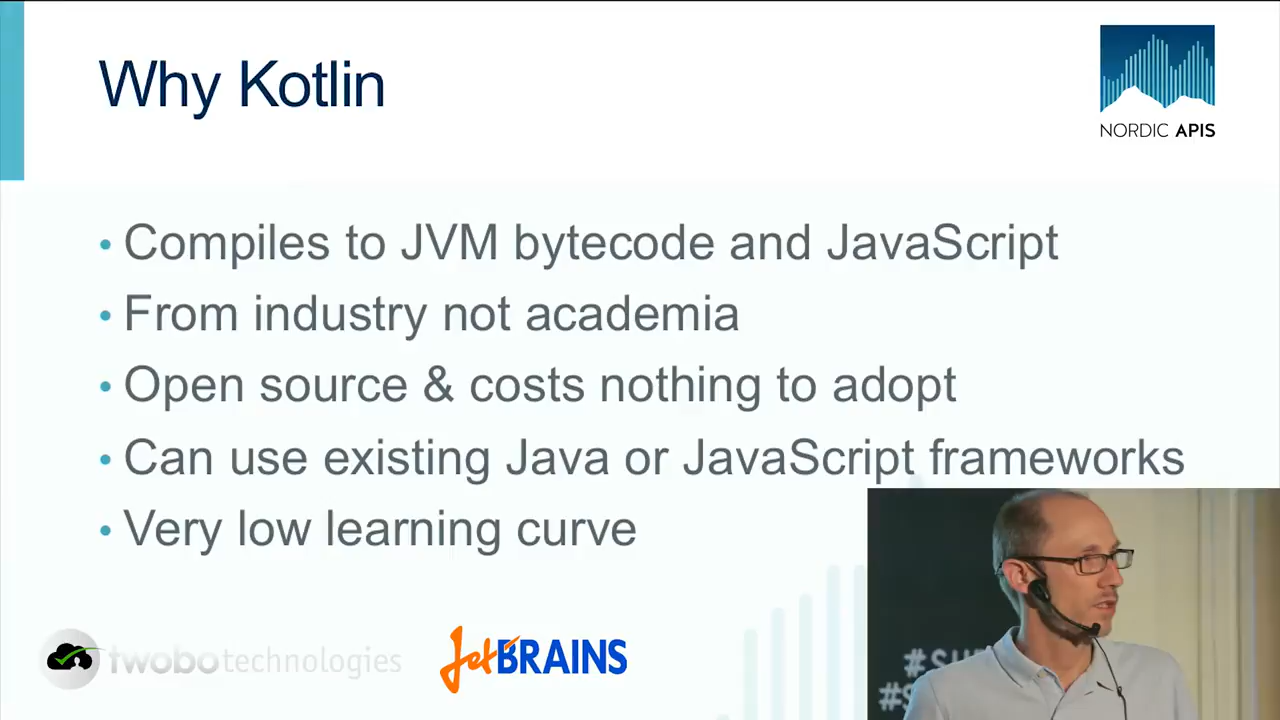 Why Kotlin
NORDIC APIS
• Compiles to JVM bytecode and JavaScript
• From industry not academia
• Open source & costs nothing to adopt
• Can use existing Java or JavaScript frameworks
• Very low learning curve
twobotechnologies
JetBRAINS